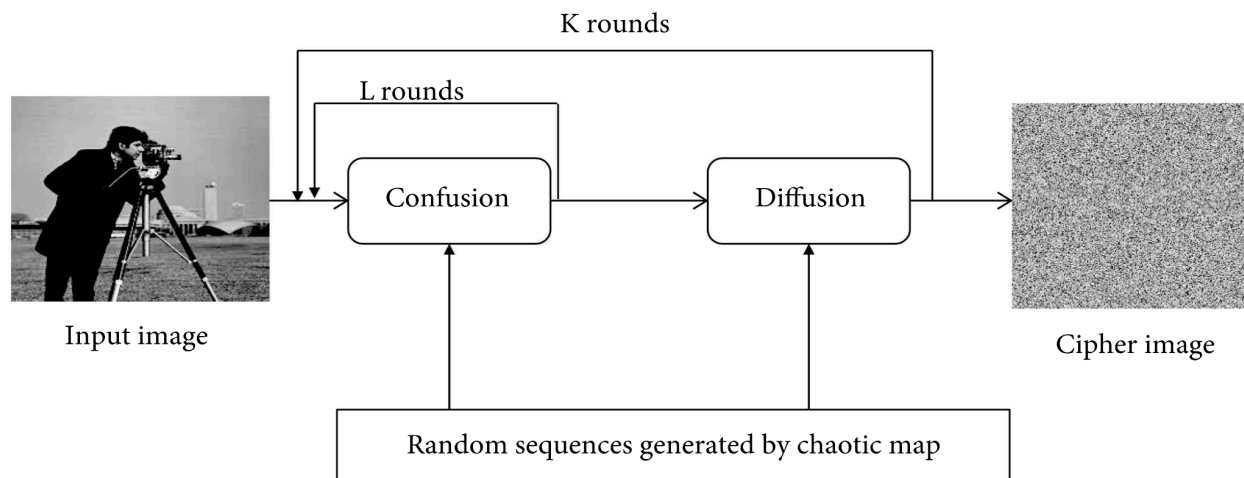 K rounds
L rounds
Confusion
Diffusion
Input image
Cipher image
Random sequences generated by chaotic map